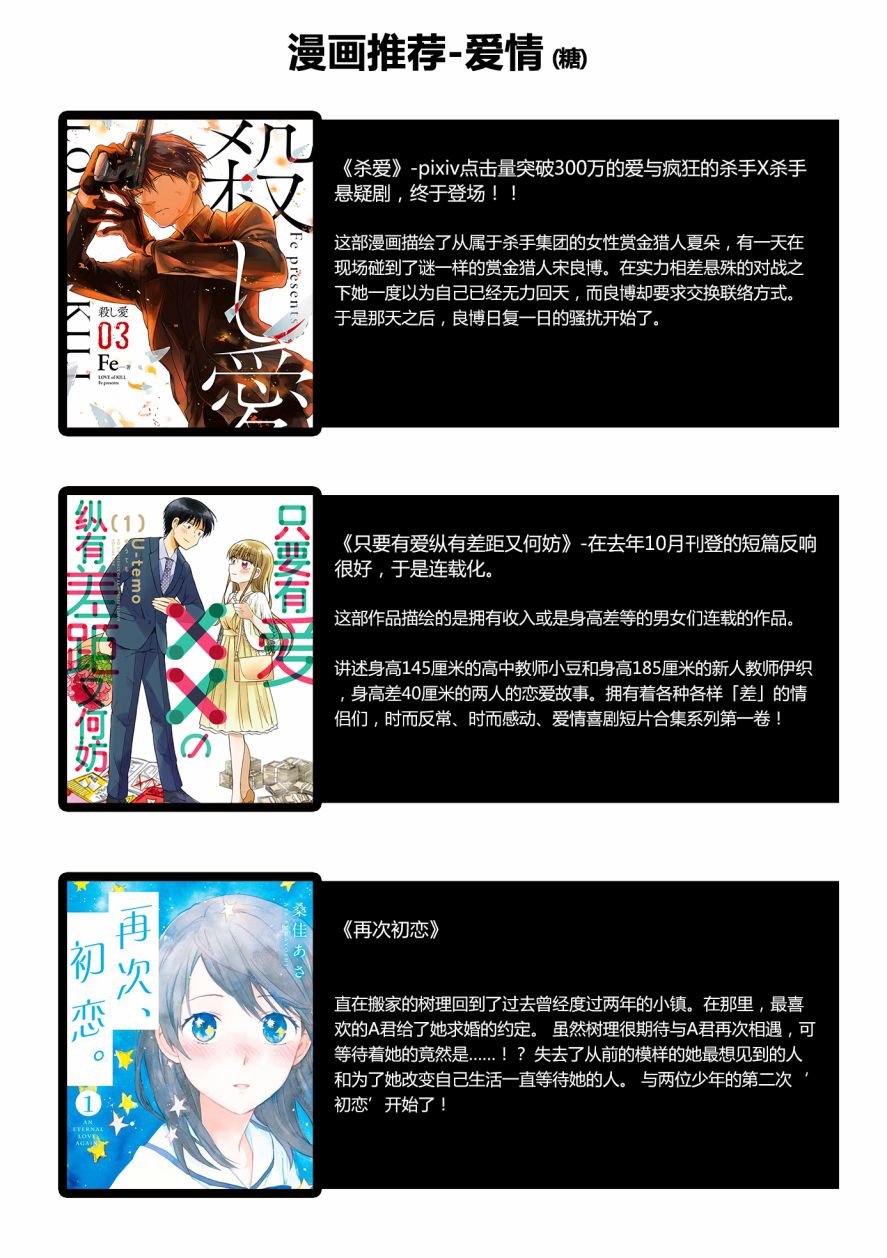 漫画推荐-爱情 (糖)
LOVE
KILL
殺し愛
Fe presents
殺し愛
03
Fe 著
LOVE of KILL
Fe presents
《杀爱》-pixiv点击量突破300万的爱与疯狂的杀手X杀手
悬疑剧，终于登场！！
这部漫画描绘了从属于杀手集团的女性赏金猎人夏朵，有一天在
现场碰到了谜一样的赏金猎人宋良博。在实力相差悬殊的对战之
下她一度以为自己已经无力回天，而良博却要求交换联络方式。
于是那天之后，良博日复一日的骚扰开始了。
只要有爱
纵有差距又何妨
(1)
U-temo
××の
《只要有爱纵有差距又何妨》-在去年10月刊登的短篇反响
很好，于是连载化。
这部作品描绘的是拥有收入或是身高差等的男女们连载的作品。
讲述身高145厘米的高中教师小豆和身高185厘米的新人教师伊织
，身高差40厘米的两人的恋爱故事。拥有着各种各样「差」的情
侣们，时而反常、时而感动、爱情喜剧短片合集系列第一卷！
再次、
初恋。
桑佳あさ
1
AN
ETERNAL
LOVE
AGAIN
《再次初恋》
直在搬家的树理回到了过去曾经度过两年的小镇。在那里，最喜
欢的A君给了她求婚的约定。 虽然树理很期待与A君再次相遇，可
等待着她的竟然是......！？ 失去了从前的模样的她最想见到的人
和为了她改变自己生活一直等待她的人。 与两位少年的第二次‘
初恋’开始了！